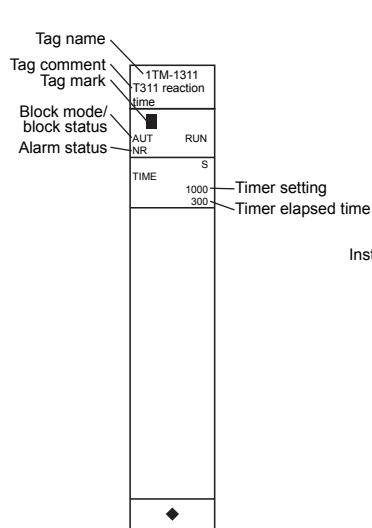 Tag name
Tag comment
Tag mark
Block mode/
block status
Alarm status
1TM-1311
T311 reaction
time
AUT RUN
NR
S
TIME
1000
300
Timer setting
Timer elapsed time